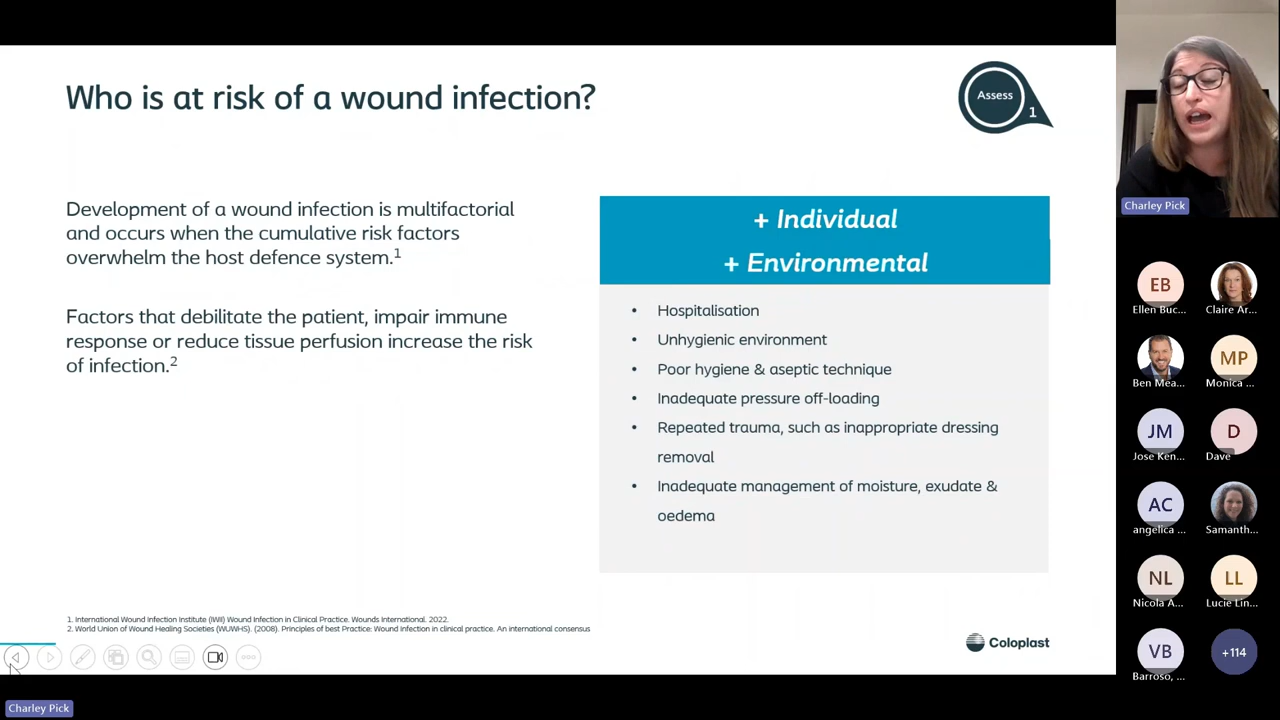 Who is at risk of a wound infection?
Assess
1
Development of a wound infection is multifactorial
and occurs when the cumulative risk factors
overwhelm the host defence system.1
Factors that debilitate the patient, impair immune
response or reduce tissue perfusion increase the risk
of infection.2
+ Individual
+ Environmental
• Hospitalisation
• Unhygienic environment
• Poor hygiene & aseptic technique
• Inadequate pressure off-loading
• Repeated trauma, such as inappropriate dressing
removal
• Inadequate management of moisture, exudate &
oedema
1. International Wound Infection Institute (IWII) Wound Infection in Clinical Practice. Wounds International. 2022.
2. World Union of Wound Healing Societies (WUWHS). (2008). Principles of best Practice: Wound Infection in clinical practice. An international consensus
Coloplast
Charley Pick
Charley Pick
EB
Ellen Buc...
Claire Ar...
Ben Mea...
MP
Monica ...
JM
Jose Ken...
D
Dave
AC
angelica ...
Samanth...
NL
Nicola A...
LL
Lucie Lin...
VB
Barroso, ...
+114